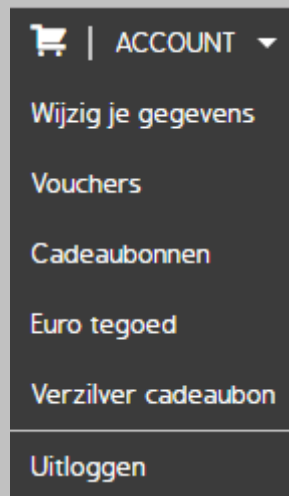 | ACCOUNT
Wijzig je gegevens
Vouchers
Cadeaubonnen
Euro tegoed
Verzilver cadeaubon
Uitloggen